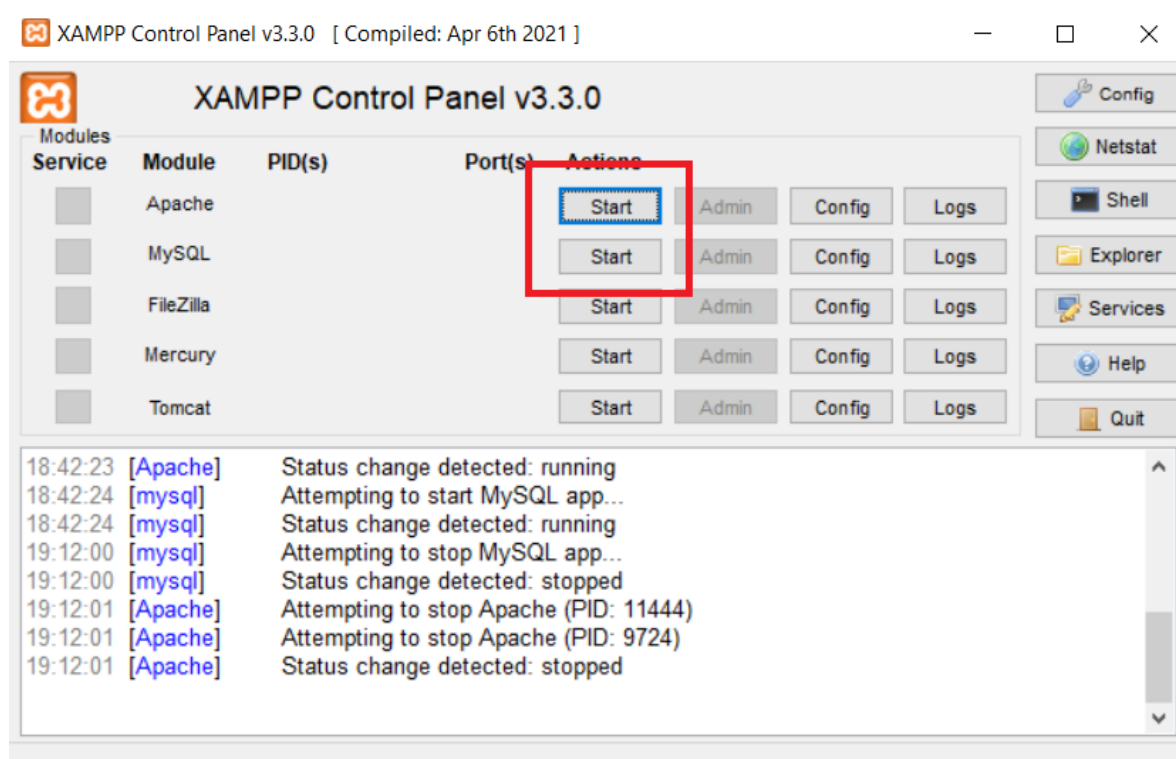 XAMPP Control Panel v3.3.0 [ Compiled: Apr 6th 2021 ]
XAMPP Control Panel v3.3.0
Config
Modules
Service Module PID(s) Port(s) Actions
Netstat
Apache Start Admin Config Logs
Shell
MySQL Start Admin Config Logs
Explorer
FileZilla Start Admin Config Logs
Services
Mercury Start Admin Config Logs
Help
Tomcat Start Admin Config Logs
Quit
18:42:23 [Apache] Status change detected: running
18:42:24 [mysql] Attempting to start MySQL app...
18:42:24 [mysql] Status change detected: running
19:12:00 [mysql] Attempting to stop MySQL app...
19:12:00 [mysql] Status change detected: stopped
19:12:01 [Apache] Attempting to stop Apache (PID: 11444)
19:12:01 [Apache] Attempting to stop Apache (PID: 9724)
19:12:01 [Apache] Status change detected: stopped